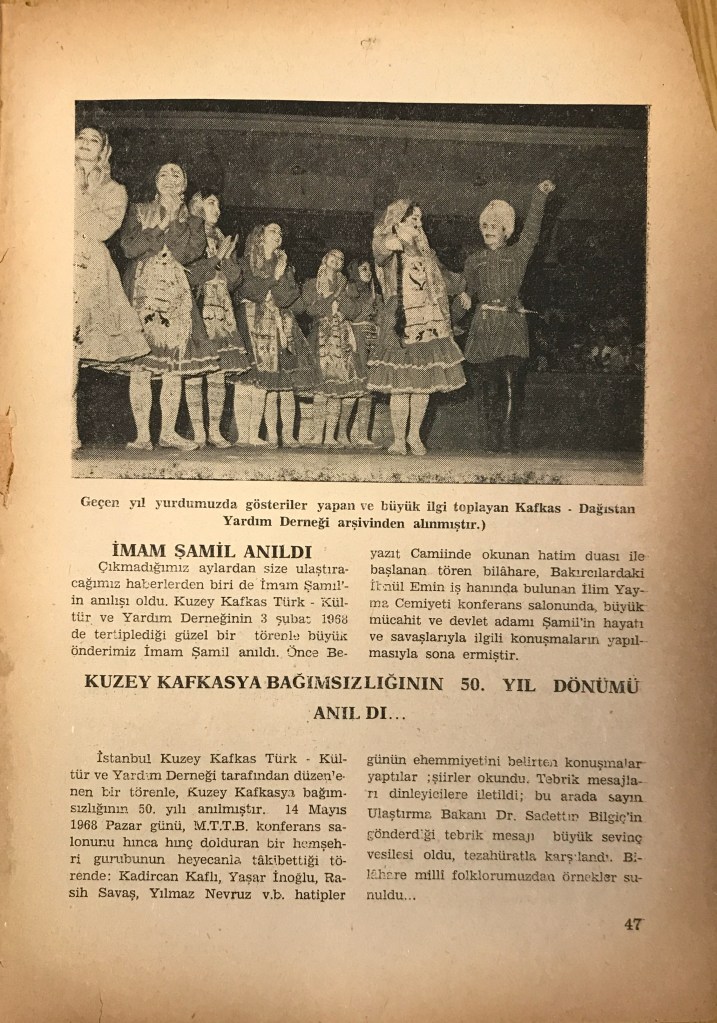 Geçen yıl yurdumuzda gösteriler yapan ve büyük ilgi toplayan Kafkas - Dağıstan
Yardım Derneği arşivinden alınmıştır.)
İMAM ŞAMİL ANILDI
Çıkmadığımız aylardan size ulaştıra-
cağımız haberlerden biri de İmam Şamil'-
in anılışı oldu. Kuzey Kafkas Türk - Kül-
tür ve Yardım Derneğinin 3 şubat 1968
de tertiplediği güzel bir törenle büyük
önderimiz İmam Şamil anıldı. Önce Be-
yazıt Camiinde okunan hatim duası ile
başlanan tören bilâhare, Bakırcılardaki
İbnül Emin iş hanında bulunan İlim Yay-
ma Cemiyeti konferans salonunda, büyük
mücahit ve devlet adamı Şamil'in hayatı
ve savaşlarıyla ilgili konuşmaların yapıl-
masıyla sona ermiştir.
KUZEY KAFKASYA BAĞIMSIZLIĞININ 50. YIL DÖNÜMÜ
ANIL DI...
İstanbul Kuzey Kafkas Türk - Kül-
tür ve Yardım Derneği tarafından düzen'e-
nen bir törenle, Kuzey Kafkasya bağım-
sızlığının 50. yılı anılmıştır. 14 Mayıs
1968 Pazar günü, M.T.T.B. konferans sa-
lonunu hınca hınç dolduran bir hemşeh-
ri gurubunun heyecanla tâkibettiği tö-
rende: Kadircan Kaflı, Yaşar İnoğlu, Ra-
sih Savaş, Yılmaz Nevruz v.b. hatipler
günün ehemmiyetini belirten konuşmalar
yaptılar ;şiirler okundu. Tebrik mesajla-
rı dinleyicilere iletildi; bu arada sayın
Ulaştırma Bakanı Dr. Sadettin Bilgiç'in
gönderdiği tebrik mesajı büyük sevinç
vesilesi oldu, tezahüratla karşılandı. Bi-
lâhare milli folklorumuzdan örnekler su-
nuldu...
47